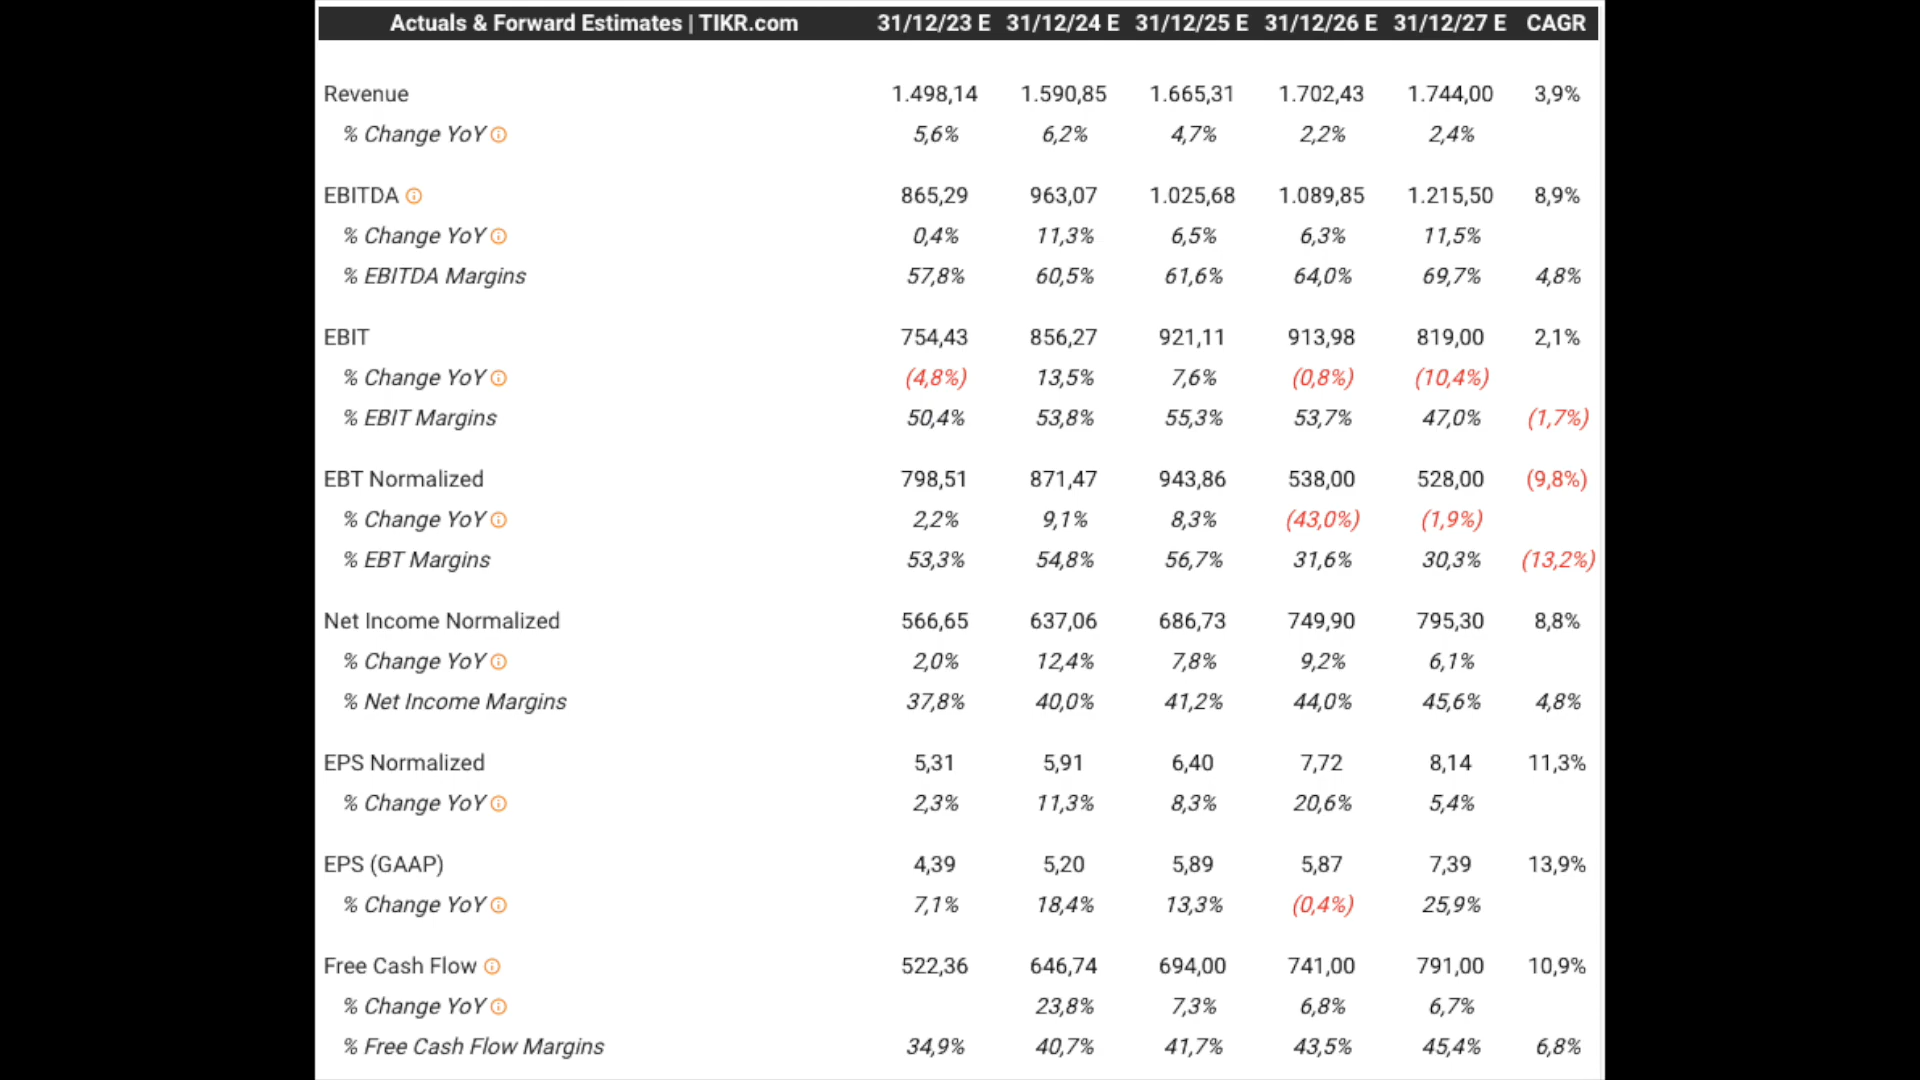 Actuals & Forward Estimates | TIKR.com 31/12/23 E 31/12/24 E 31/12/25 E 31/12/26 E 31/12/27 E CAGR
Revenue 1.498,14 1.590,85 1.665,31 1.702,43 1.744,00 3,9%
% Change YoY 5,6% 6,2% 4,7% 2,2% 2,4%
EBITDA 865,29 963,07 1.025,68 1.089,85 1.215,50 8,9%
% Change YoY 0,4% 11,3% 6,5% 6,3% 11,5%
% EBITDA Margins 57,8% 60,5% 61,6% 64,0% 69,7% 4,8%
EBIT 754,43 856,27 921,11 913,98 819,00 2,1%
% Change YoY (4,8%) 13,5% 7,6% (0,8%) (10,4%)
% EBIT Margins 50,4% 53,8% 55,3% 53,7% 47,0% (1,7%)
EBT Normalized 798,51 871,47 943,86 538,00 528,00 (9,8%)
% Change YoY 2,2% 9,1% 8,3% (43,0%) (1,9%)
% EBT Margins 53,3% 54,8% 56,7% 31,6% 30,3% (13,2%)
Net Income Normalized 566,65 637,06 686,73 749,90 795,30 8,8%
% Change YoY 2,0% 12,4% 7,8% 9,2% 6,1%
% Net Income Margins 37,8% 40,0% 41,2% 44,0% 45,6% 4,8%
EPS Normalized 5,31 5,91 6,40 7,72 8,14 11,3%
% Change YoY 2,3% 11,3% 8,3% 20,6% 5,4%
EPS (GAAP) 4,39 5,20 5,89 5,87 7,39 13,9%
% Change YoY 7,1% 18,4% 13,3% (0,4%) 25,9%
Free Cash Flow 522,36 646,74 694,00 741,00 791,00 10,9%
% Change YoY 23,8% 7,3% 6,8% 6,7%
% Free Cash Flow Margins 34,9% 40,7% 41,7% 43,5% 45,4% 6,8%